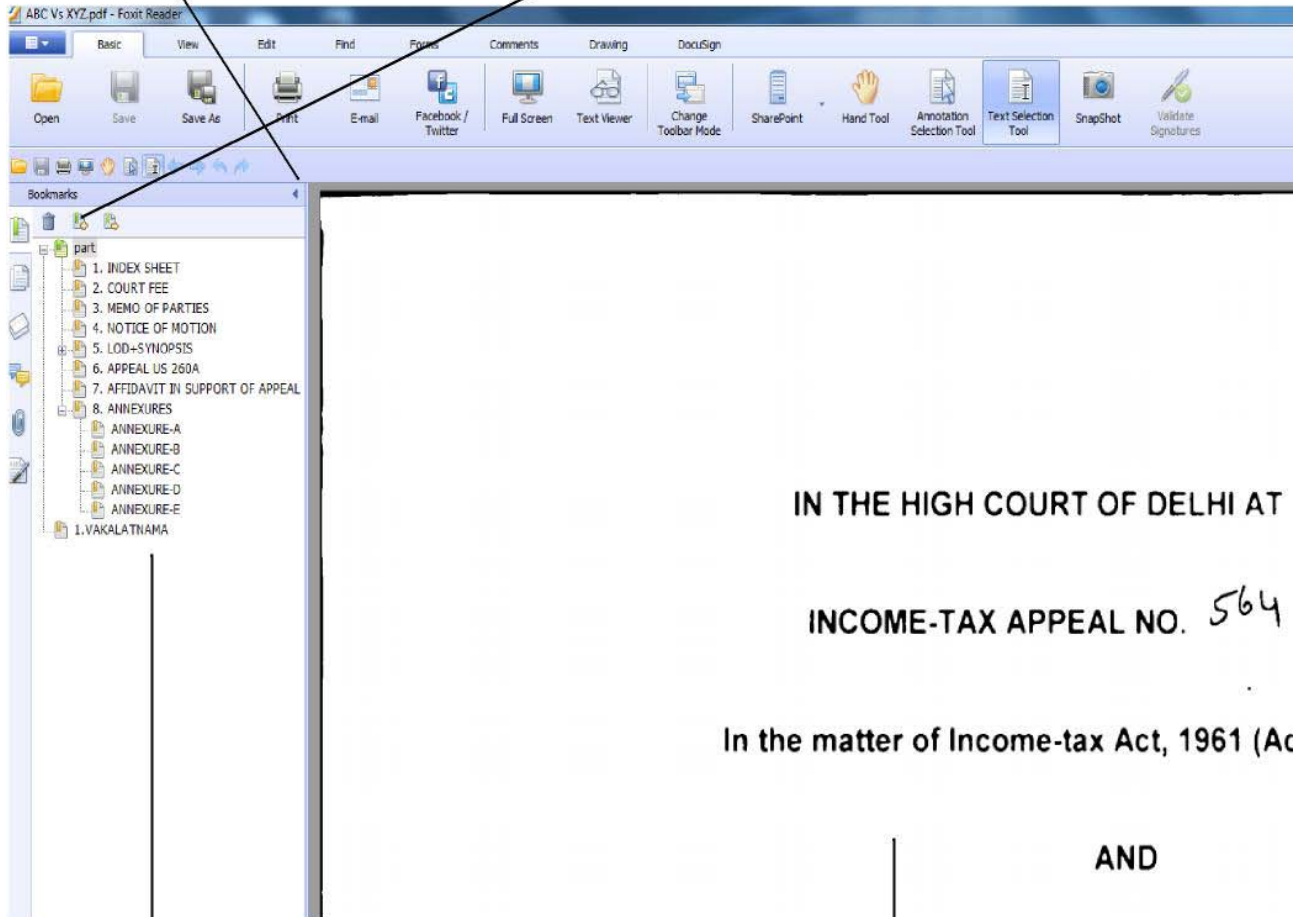 ABC Vs XYZ.pdf - Foxit Reader
Basic View Edit Find Forms Comments Drawing DocuSign
Open Save Save As Print E-mail Facebook / Twitter Full Screen Text Viewer Change Toolbar Mode SharePoint Hand Tool Annotation Selection Tool Text Selection Tool SnapShot Validate Signatures
Bookmarks
part
1. INDEX SHEET
2. COURT FEE
3. MEMO OF PARTIES
4. NOTICE OF MOTION
5. LOD+SYNOPSIS
6. APPEAL US 260A
7. AFFIDAVIT IN SUPPORT OF APPEAL
8. ANNEXURES
ANNEXURE-A
ANNEXURE-B
ANNEXURE-C
ANNEXURE-D
ANNEXURE-E
1.VAKALATNAMA
IN THE HIGH COURT OF DELHI AT
INCOME-TAX APPEAL NO. 564
In the matter of Income-tax Act, 1961 (Ac
AND